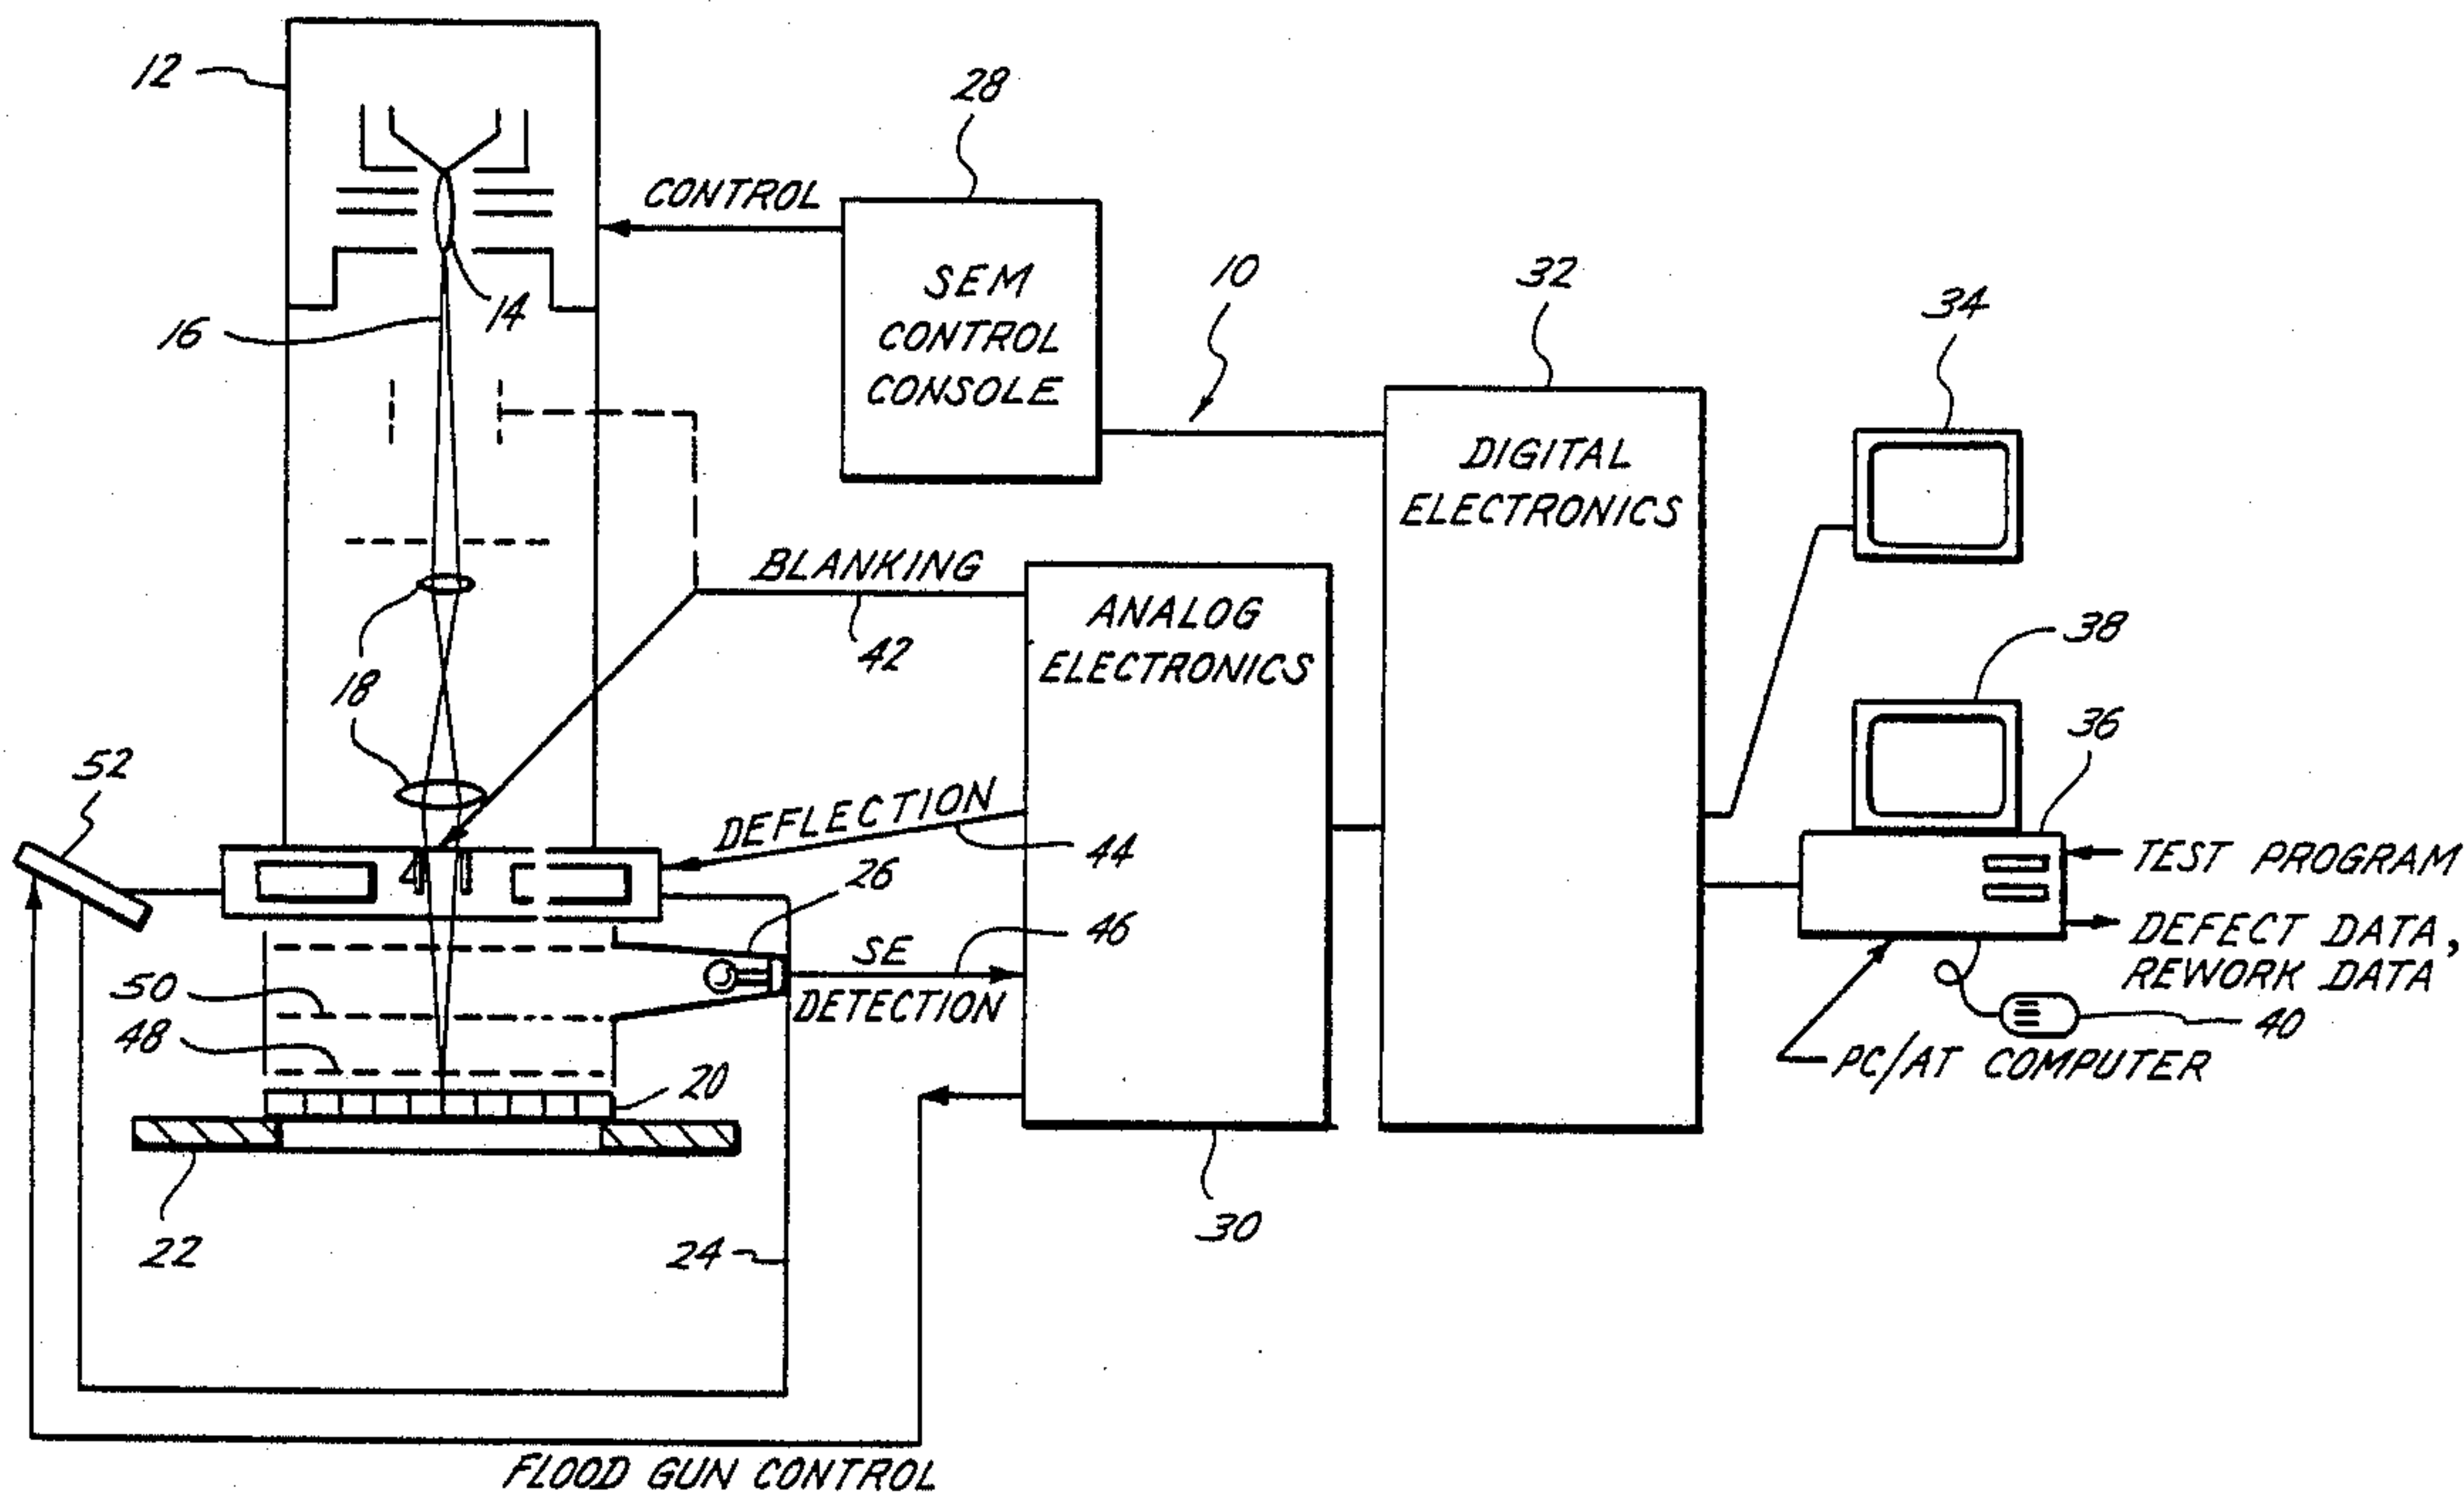 12
28
CONTROL
SEM
CONTROL
CONSOLE
10
32
34
14
16
DIGITAL
ELECTRONICS
BLANKING
42
ANALOG
ELECTRONICS
38
18
36
52
DEFLECTION
44
26
TEST PROGRAM
DEFECT DATA,
REWORK DATA
SE
DETECTION
46
50
48
40
PC/AT COMPUTER
20
22
24
30
FLOOD GUN CONTROL